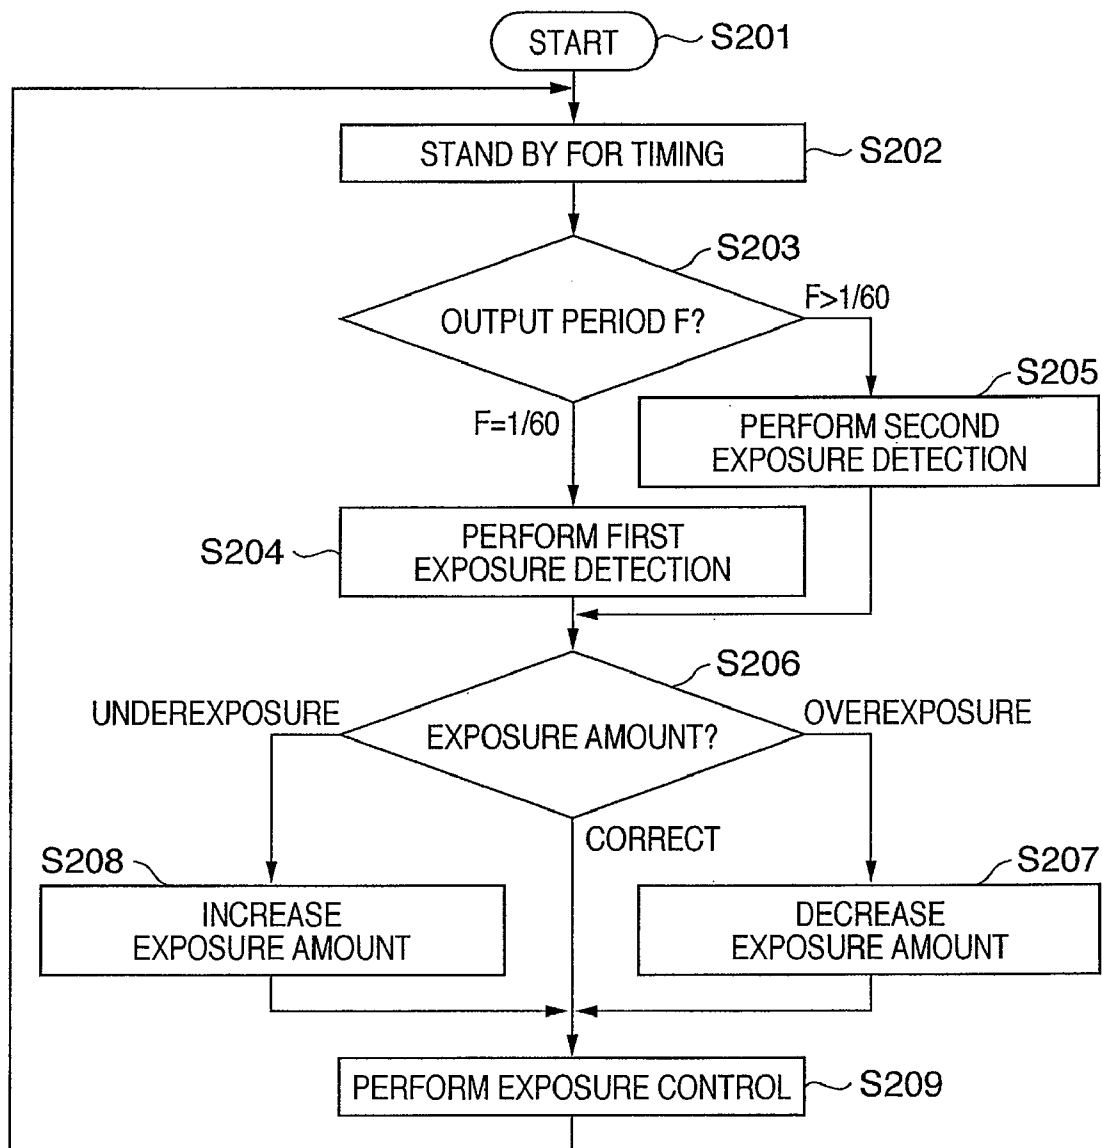 START
S201
STAND BY FOR TIMING
S202
S203
OUTPUT PERIOD F?
F>1/60
F=1/60
S205
PERFORM SECOND
EXPOSURE DETECTION
S204
PERFORM FIRST
EXPOSURE DETECTION
S206
UNDEREXPOSURE
EXPOSURE AMOUNT?
OVEREXPOSURE
CORRECT
S208
INCREASE
EXPOSURE AMOUNT
S207
DECREASE
EXPOSURE AMOUNT
PERFORM EXPOSURE CONTROL
S209